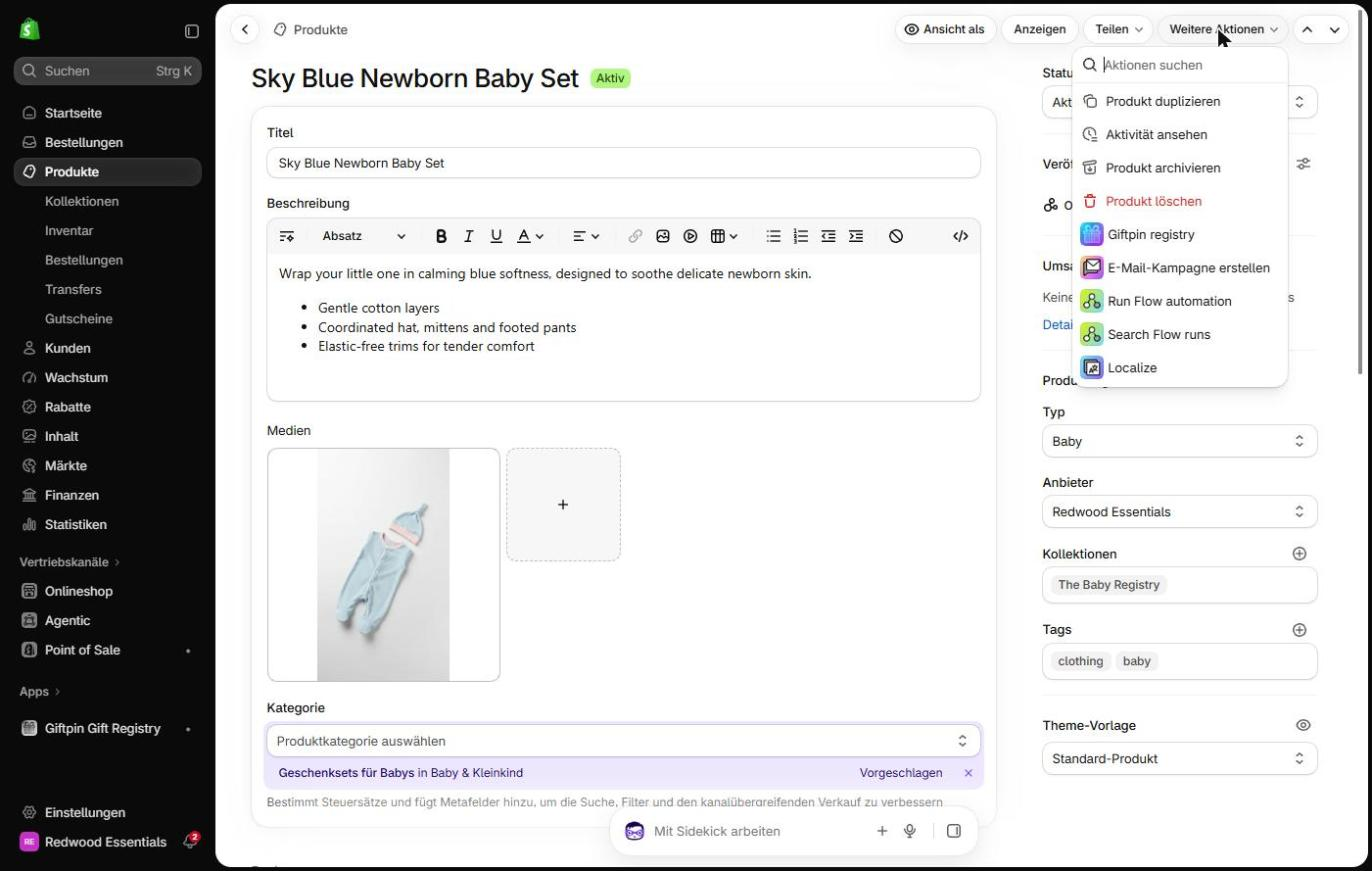 Suchen
Strg K
Startseite
Bestellungen
Produkte
Kollektionen
Inventar
Bestellungen
Transfers
Gutscheine
Kunden
Wachstum
Rabatte
Inhalt
Märkte
Finanzen
Statistiken
Vertriebskanäle
Onlineshop
Agentic
Point of Sale
Apps
Giftpin Gift Registry
Einstellungen
RE Redwood Essentials 2
Produkte
Ansicht als
Anzeigen
Teilen
Weitere Aktionen
Sky Blue Newborn Baby Set Aktiv
Titel
Sky Blue Newborn Baby Set
Beschreibung
Absatz
B I U A
Wrap your little one in calming blue softness, designed to soothe delicate newborn skin.
• Gentle cotton layers
• Coordinated hat, mittens and footed pants
• Elastic-free trims for tender comfort
Medien
Kategorie
Produktkategorie auswählen
Geschenksets für Babys in Baby & Kleinkind Vorgeschlagen
Bestimmt Steuersätze und fügt Metafelder hinzu, um die Suche, Filter und den kanalübergreifenden Verkauf zu verbessern
Mit Sidekick arbeiten
Aktionen suchen
Produkt duplizieren
Aktivität ansehen
Produkt archivieren
Produkt löschen
Giftpin registry
E-Mail-Kampagne erstellen
Run Flow automation
Search Flow runs
Localize
Typ
Baby
Anbieter
Redwood Essentials
Kollektionen
The Baby Registry
Tags
clothing baby
Theme-Vorlage
Standard-Produkt